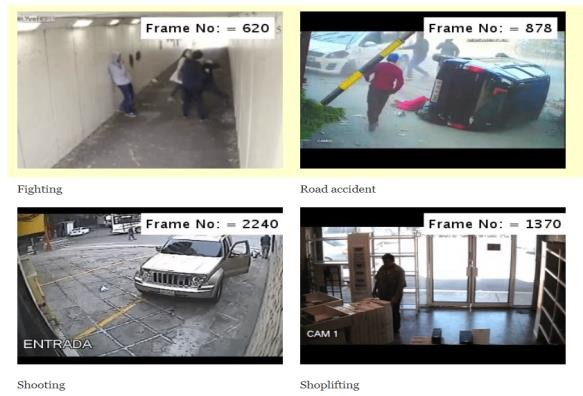 Frame No: = 620
Frame No: = 878
Fighting
Road accident
Frame No: = 2240
Frame No: = 1370
ENTRADA
CAM 1
Shooting
Shoplifting